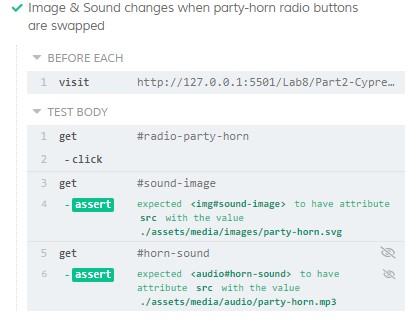 Image & Sound changes when party-horn radio buttons
are swapped
BEFORE EACH
1 visit http://127.0.0.1:5501/Lab8/Part2-Cypre…
TEST BODY
1 get #radio-party-horn
2 -click
3 get #sound-image
4 -assert expected <img#sound-image> to have attribute
src with the value
./assets/media/images/party-horn.svg
5 get #horn-sound
6 -assert expected <audio#horn-sound> to have
attribute src with the value
./assets/media/audio/party-horn.mp3